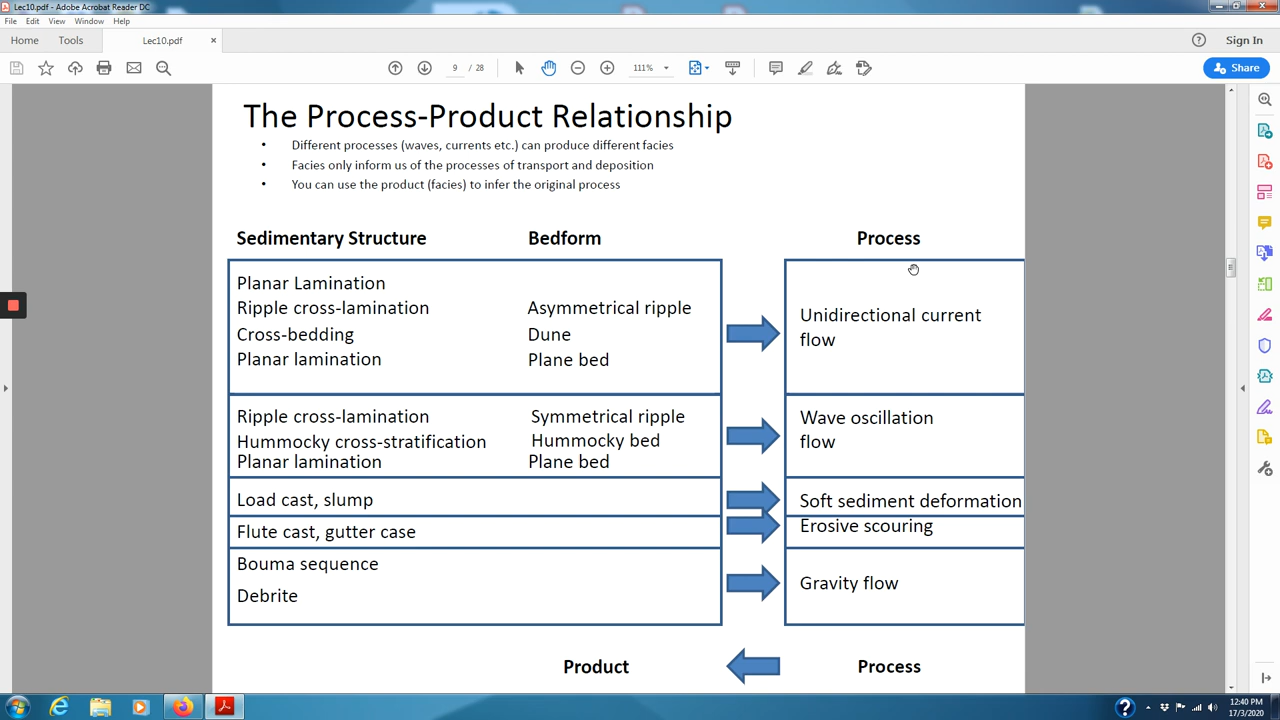 Lec10.pdf - Adobe Acrobat Reader DC
File Edit View Window Help
Home Tools Lec10.pdf × Sign In
9 / 28 111% Share
The Process-Product Relationship
• Different processes (waves, currents etc.) can produce different facies
• Facies only inform us of the processes of transport and deposition
• You can use the product (facies) to infer the original process
Sedimentary Structure Bedform Process
Planar Lamination
Ripple cross-lamination Asymmetrical ripple
Cross-bedding Dune
Planar lamination Plane bed
Unidirectional current
flow
Ripple cross-lamination Symmetrical ripple
Hummocky cross-stratification Hummocky bed
Planar lamination Plane bed
Wave oscillation
flow
Load cast, slump Soft sediment deformation
Flute cast, gutter case Erosive scouring
Bouma sequence
Debrite
Gravity flow
Product Process
12:40 PM
17/3/2020